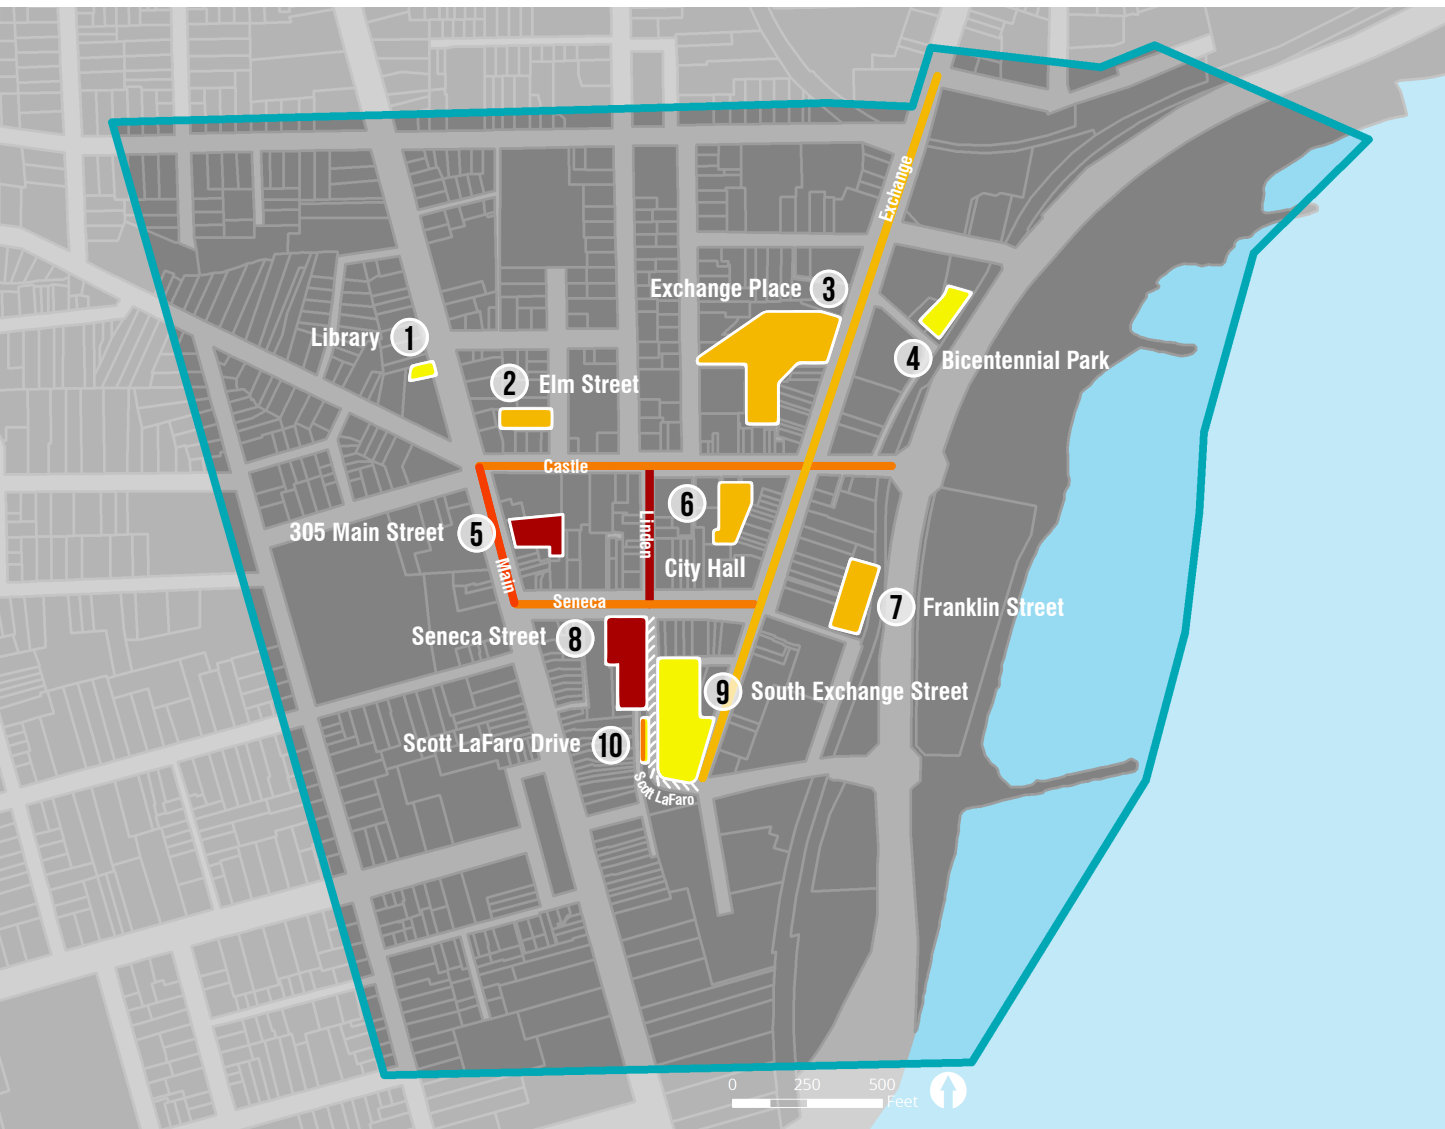 Exchange
Exchange Place 3
Library 1
4 Bicentennial Park
2 Elm Street
Castle
6
305 Main Street 5
Linden
City Hall
Main
Seneca
7 Franklin Street
Seneca Street 8
9 South Exchange Street
Scott LaFaro Drive 10
Scott LaFaro
0 250 500
Feet